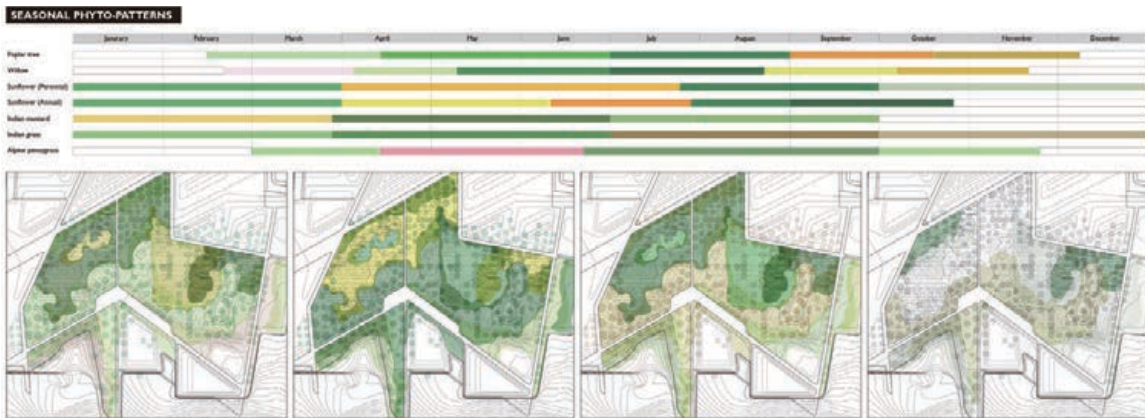 SEASONAL PHYTO-PATTERNS
January February March April May June July August September October November December
Poplar tree
Willow
Sunflower (Perennial)
Sunflower (Annual)
Indian mustard
Indian grass
Alpine pennygrass